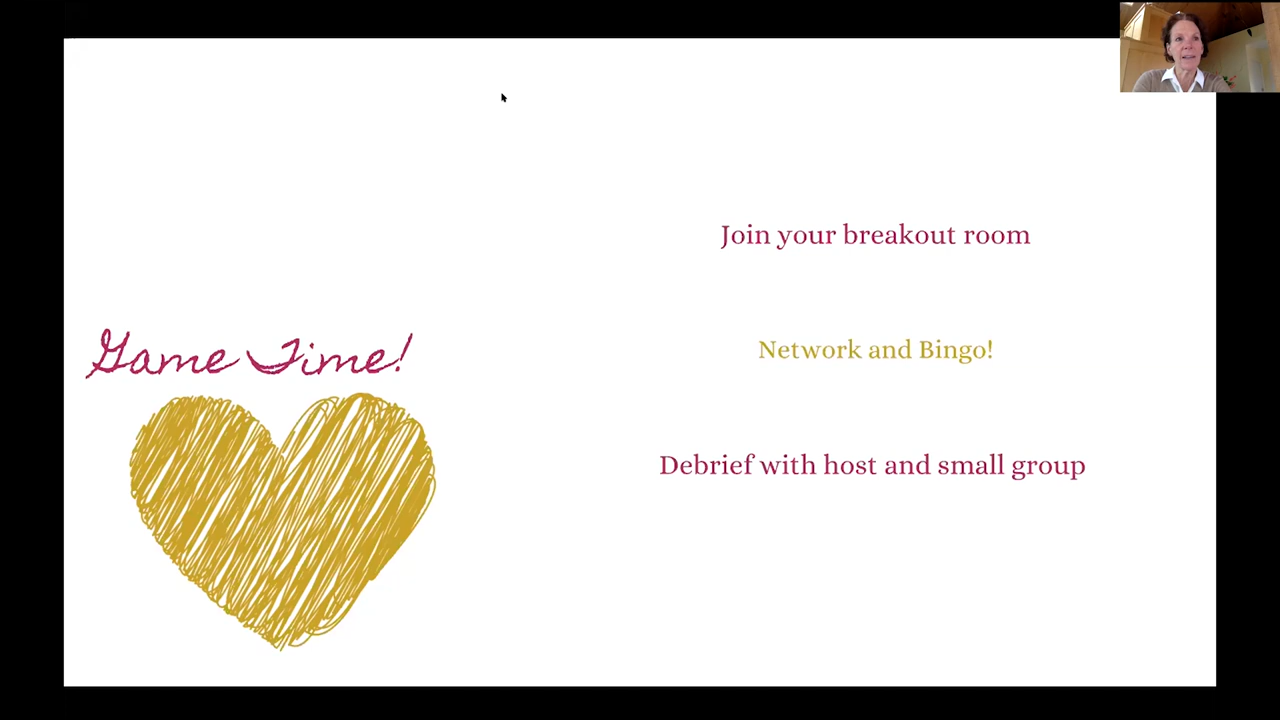 Join your breakout room
Game Time!
Network and Bingo!
Debrief with host and small group